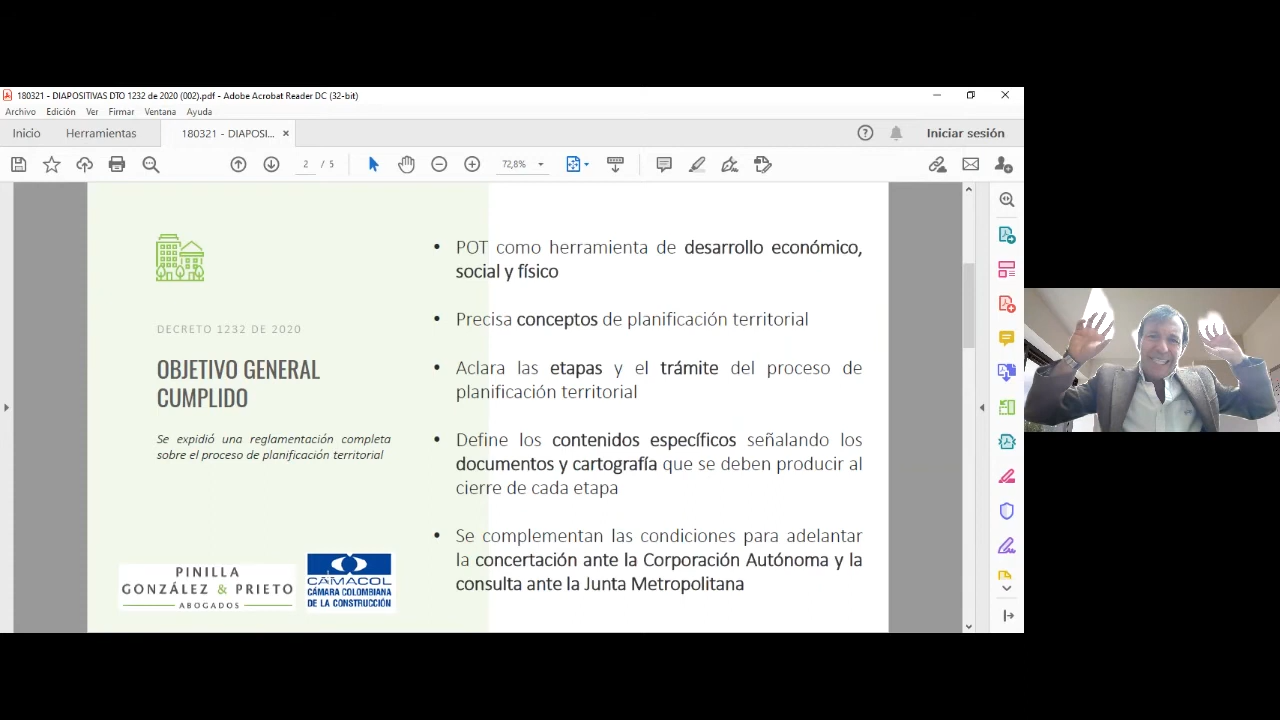 180321 - DIAPOSITIVAS DTO 1232 de 2020 (002).pdf - Adobe Acrobat Reader DC (32-bit)
Archivo Edición Ver Firmar Ventana Ayuda
Inicio Herramientas 180321 - DIAPOSI... × Iniciar sesión
2 / 5 72,8%
DECRETO 1232 DE 2020
OBJETIVO GENERAL
CUMPLIDO
Se expidió una reglamentación completa
sobre el proceso de planificación territorial
PINILLA
GONZÁLEZ & PRIETO
ABOGADOS
CAMACOL
CÁMARA COLOMBIANA
DE LA CONSTRUCCIÓN
• POT como herramienta de desarrollo económico,
social y físico
• Precisa conceptos de planificación territorial
• Aclara las etapas y el trámite del proceso de
planificación territorial
• Define los contenidos específicos señalando los
documentos y cartografía que se deben producir al
cierre de cada etapa
• Se complementan las condiciones para adelantar
la concertación ante la Corporación Autónoma y la
consulta ante la Junta Metropolitana